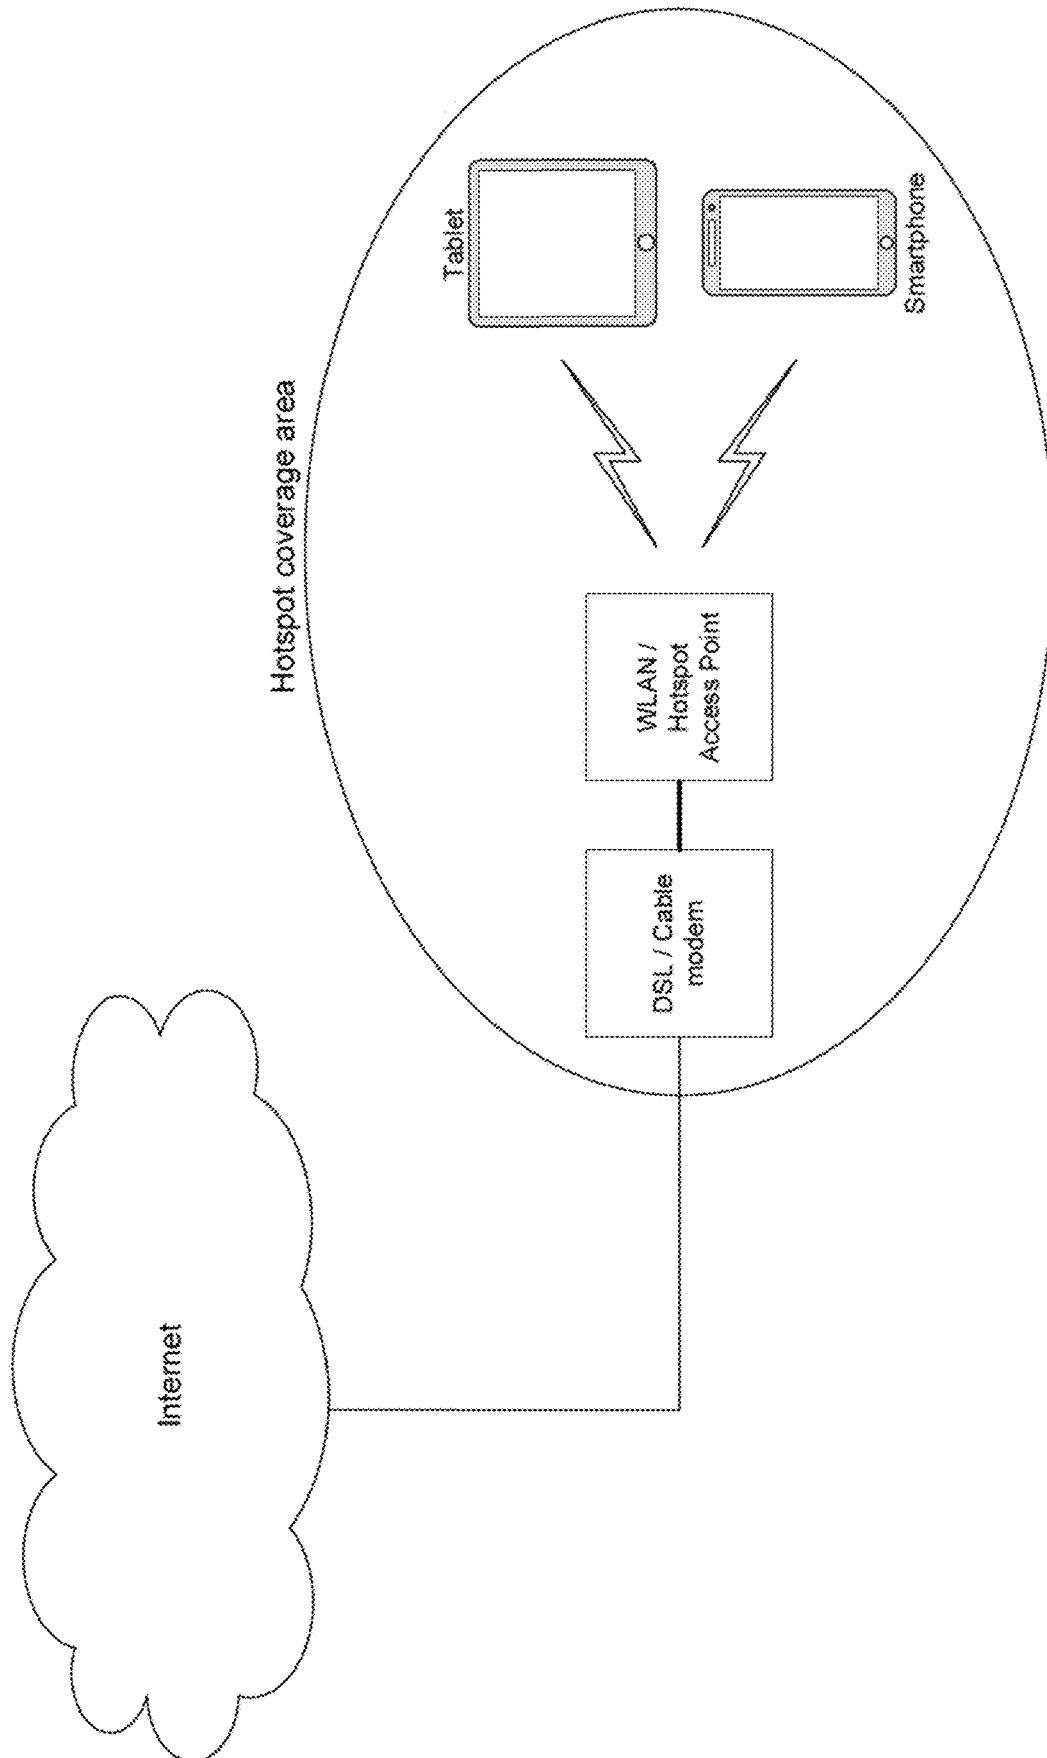 Internet
Hotspot coverage area
DSL / Cable
modem
WLAN /
Hotspot
Access Point
Tablet
Smartphone